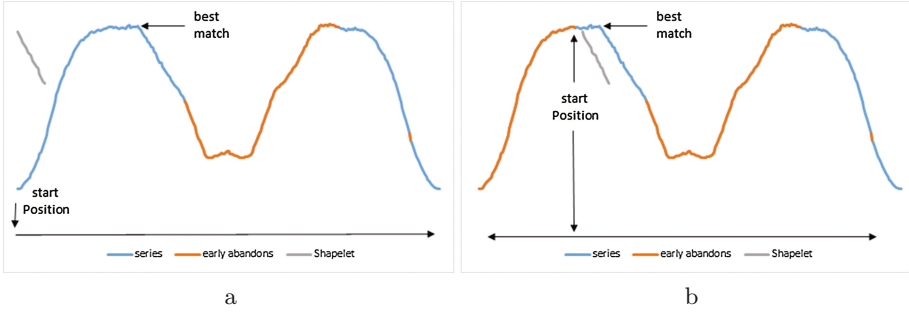 best
match
start
Position
series early abandons Shapelet
a
best
match
start
Position
series early abandons Shapelet
b